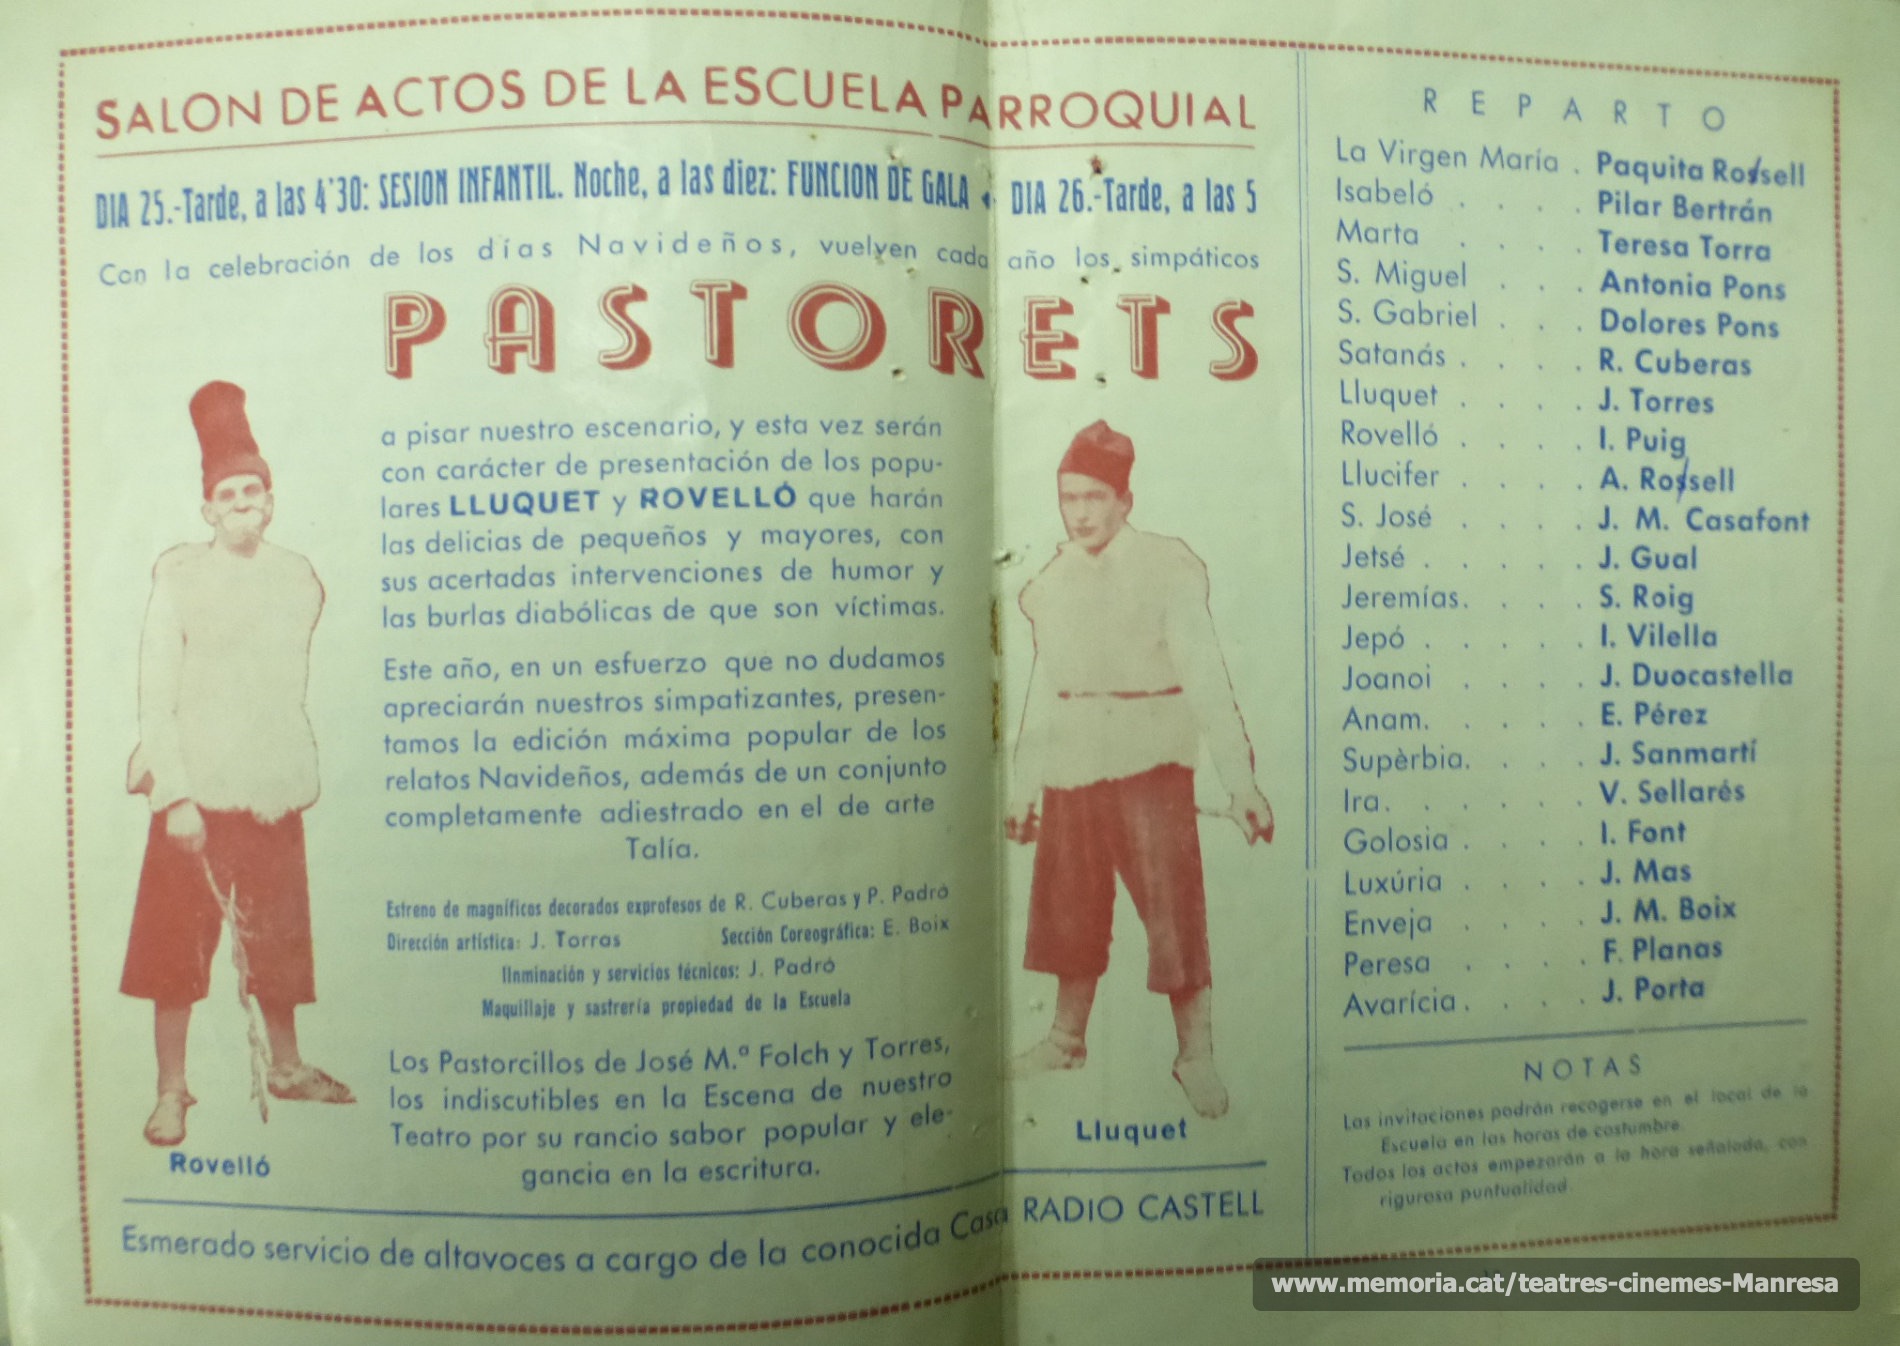 SALON DE ACTOS DE LA ESCUELA PARROQUIAL
DIA 25.-Tarde, a las 4'30: SESION INFANTIL. Noche, a las diez: FUNCION DE GALA DIA 26.-Tarde, a las 5
Con la celebración de los días Navideños, vuelven cada año los simpáticos
PASTORETS
a pisar nuestro escenario, y esta vez serán
con carácter de presentación de los popu-
lares LLUQUET y ROVELLÓ que harán
las delicias de pequeños y mayores, con
sus acertadas intervenciones de humor y
las burlas diabólicas de que son víctimas.
Este año, en un esfuerzo que no dudamos
apreciarán nuestros simpatizantes, presen-
tamos la edición máxima popular de los
relatos Navideños, además de un conjunto
completamente adiestrado en el de arte
Talía.
Estreno de magníficos decorados exprofesos de R. Cuberas y P. Padró
Dirección artística: J. Torras Sección Coreográfica: E. Boix
Ilnminación y servicios técnicos: J. Padró
Maquillaje y sastrería propiedad de la Escuela
Los Pastorcillos de José M.ª Folch y Torres,
los indiscutibles en la Escena de nuestro
Teatro por su rancio sabor popular y ele-
gancia en la escritura.
Rovelló
Lluquet
Esmerado servicio de altavoces a cargo de la conocida Casa RADIO CASTELL
REPARTO
La Virgen María . Paquita Rossell
Isabeló . . . . Pilar Bertrán
Marta . . . . Teresa Torra
S. Miguel . . . Antonia Pons
S. Gabriel . . . Dolores Pons
Satanás . . . . R. Cuberas
Lluquet . . . . J. Torres
Rovelló . . . . I. Puig
Llucifer . . . . A. Rossell
S. José . . . . J. M. Casafont
Jetsé . . . . . J. Gual
Jeremías. . . . S. Roig
Jepó . . . . . I. Vilella
Joanoi . . . . J. Duocastella
Anam. . . . . E. Pérez
Supèrbia. . . . J. Sanmartí
Ira. . . . . . V. Sellarés
Golosia . . . . I. Font
Luxúria . . . . J. Mas
Enveja . . . . J. M. Boix
Peresa . . . . F. Planas
Avarícia . . . . J. Porta
NOTAS
Las invitaciones podrán recogerse en el local de la
Escuela en las horas de costumbre.
Todos los actos empezarán a la hora señalada, con
rigurosa puntualidad.
www.memoria.cat/teatres-cinemes-Manresa